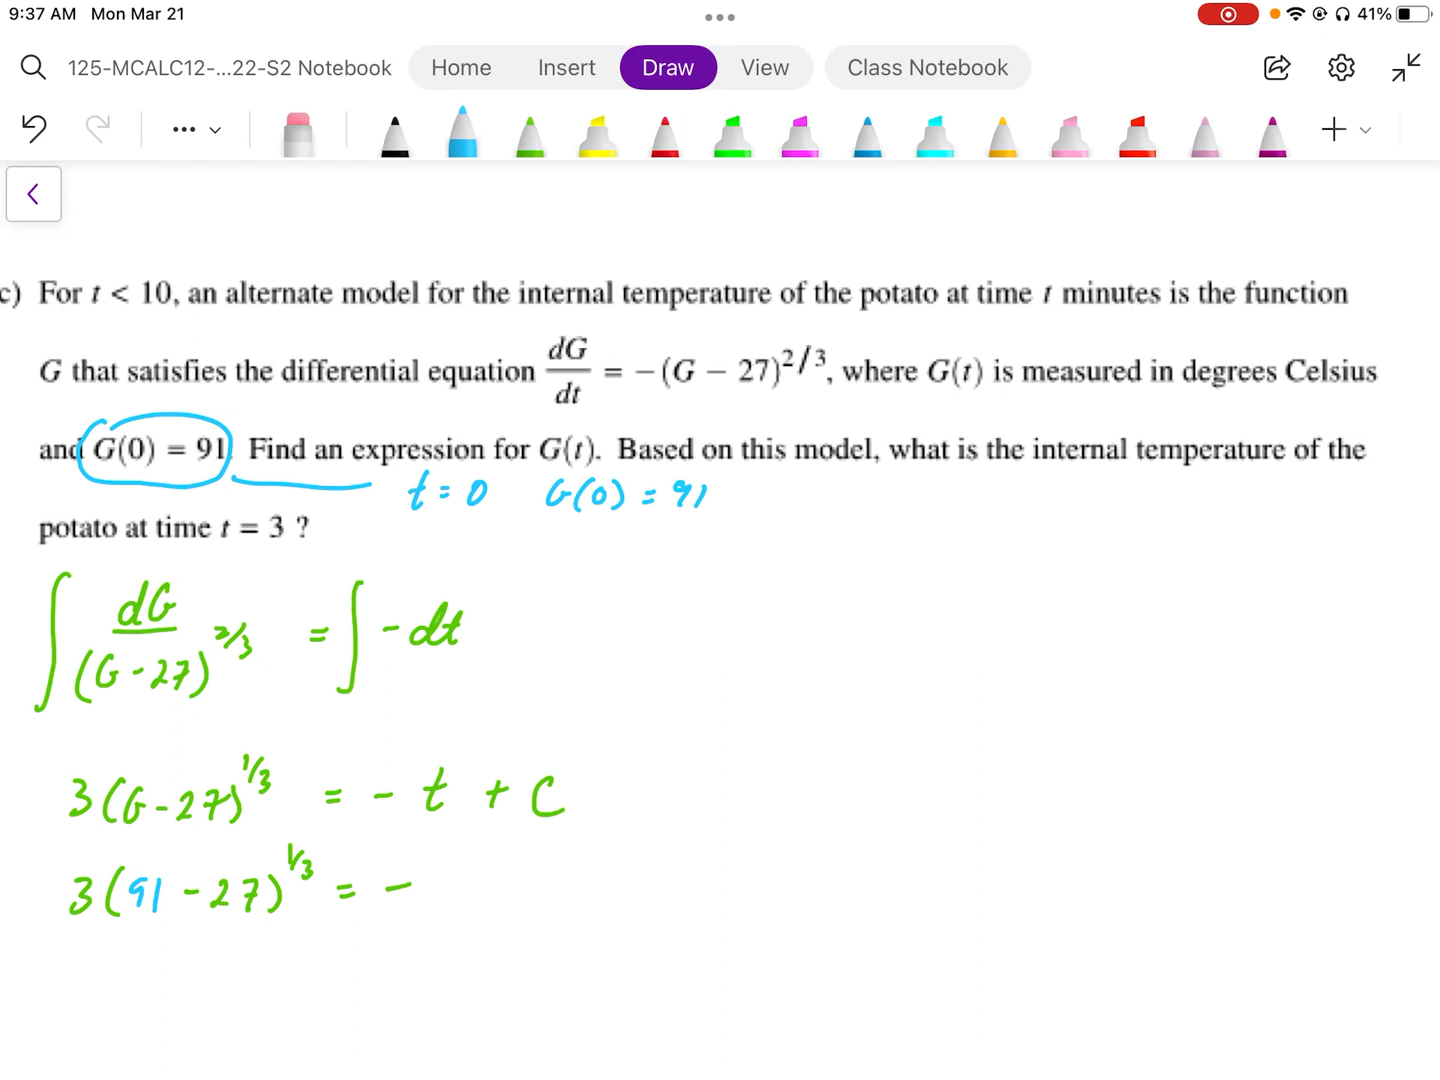 9:37 AM Mon Mar 21
41%
125-MCALC12-...22-S2 Notebook Home Insert Draw View Class Notebook
c) For t < 10, an alternate model for the internal temperature of the potato at time t minutes is the function
G that satisfies the differential equation dG/dt = −(G − 27)^2/3, where G(t) is measured in degrees Celsius
and G(0) = 91. Find an expression for G(t). Based on this model, what is the internal temperature of the
t = 0 G(0) = 91
potato at time t = 3 ?
∫ dG/(G - 27)^2/3 = ∫ - dt
3(G - 27)^1/3 = - t + C
3(91 - 27)^1/3 = -